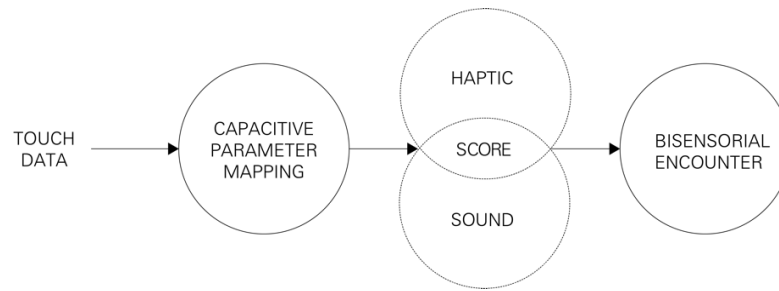 TOUCH
DATA
CAPACITIVE
PARAMETER
MAPPING
HAPTIC
SCORE
SOUND
BISENSORIAL
ENCOUNTER